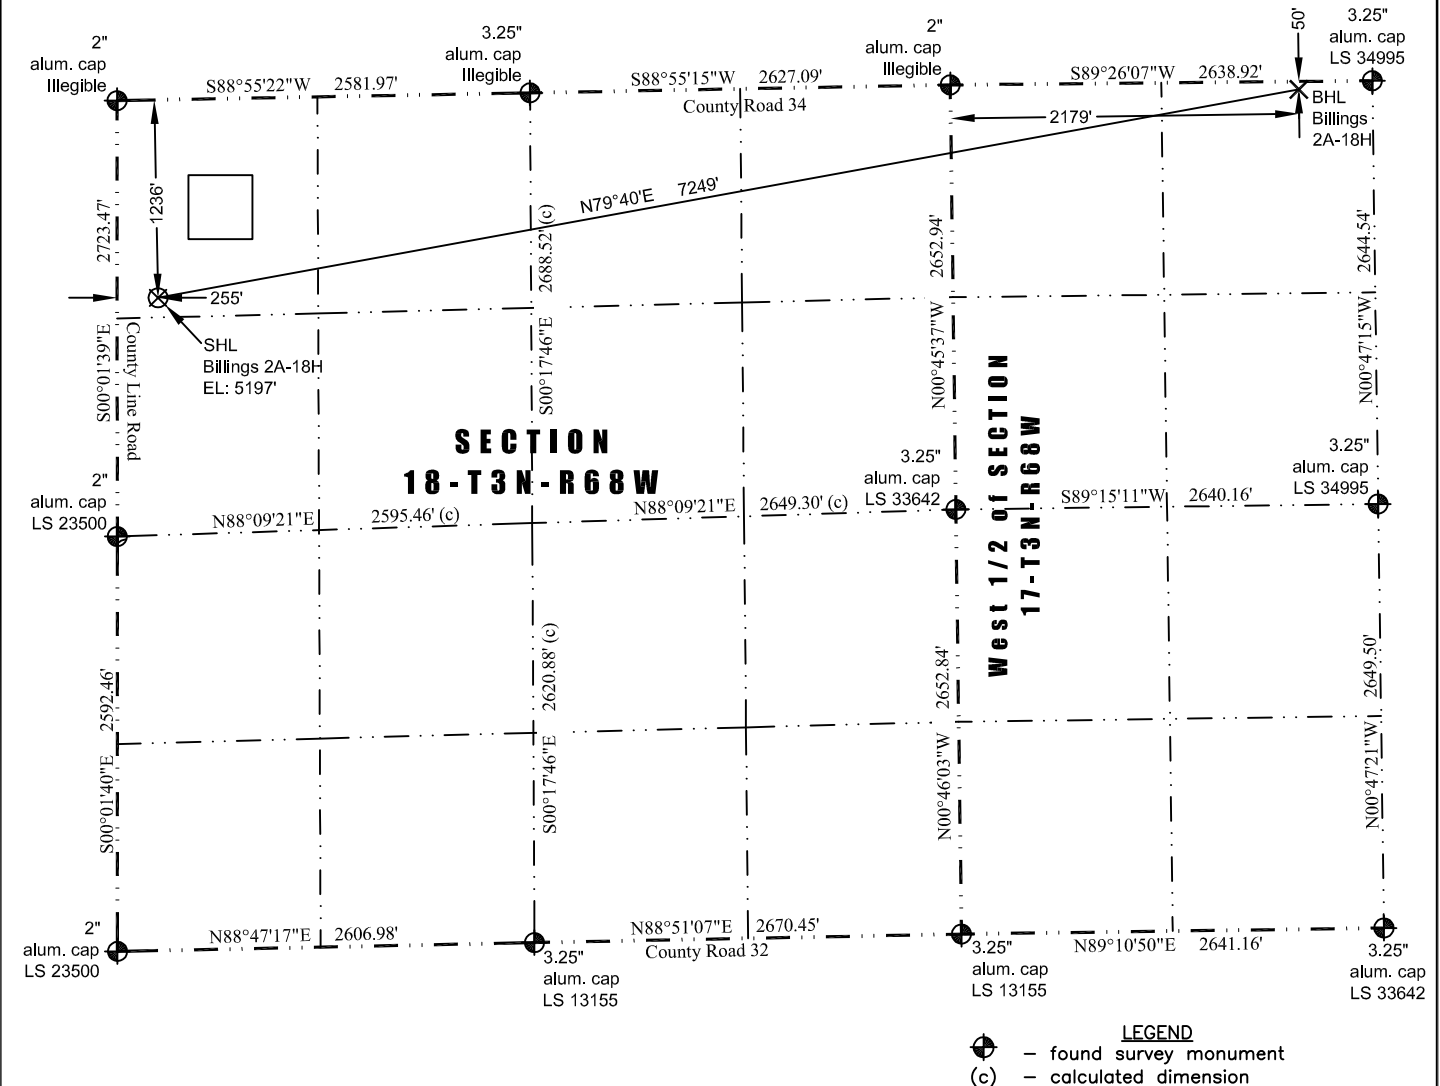 2"
alum. cap
Illegible
S88°55'22"W 2581.97'
3.25"
alum. cap
Illegible
S88°55'15"W 2627.09'
County Road 34
2"
alum. cap
Illegible
S89°26'07"W 2638.92'
50'
3.25"
alum. cap
LS 34995
BHL
Billings
2A-18H
2179'
1236'
2723.47'
N79°40'E 7249'
2688.52' (c)
2652.94'
2644.54'
255'
SHL
Billings 2A-18H
EL: 5197'
S00°01'39"E
County Line Road
S00°17'46"E
N00°45'37"W
N00°47'15"W
SECTION
18-T3N-R68W
West 1/2 of SECTION
17-T3N-R68W
2"
alum. cap
LS 23500
N88°09'21"E 2595.46' (c)
N88°09'21"E 2649.30' (c)
3.25"
alum. cap
LS 33642
S89°15'11"W 2640.16'
3.25"
alum. cap
LS 34995
2592.46'
2620.88' (c)
2652.84'
2649.50'
S00°01'40"E
S00°17'46"E
N00°46'03"W
N00°47'21"W
2"
alum. cap
LS 23500
N88°47'17"E 2606.98'
3.25"
alum. cap
LS 13155
N88°51'07"E 2670.45'
County Road 32
3.25"
alum. cap
LS 13155
N89°10'50"E 2641.16'
3.25"
alum. cap
LS 33642
LEGEND
– found survey monument
(c) – calculated dimension